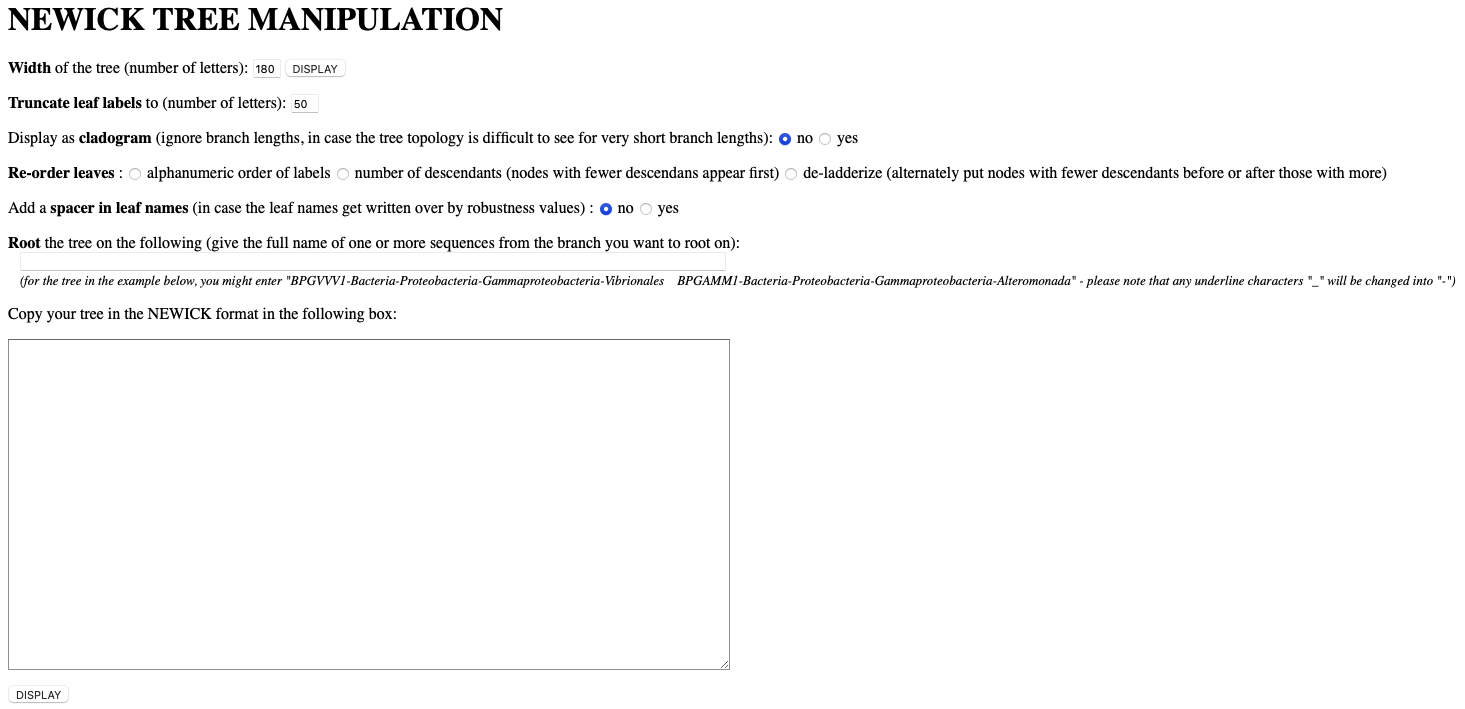 NEWICK TREE MANIPULATION
Width of the tree (number of letters): 180 DISPLAY
Truncate leaf labels to (number of letters): 50
Display as cladogram (ignore branch lengths, in case the tree topology is difficult to see for very short branch lengths): no yes
Re-order leaves : alphanumeric order of labels number of descendants (nodes with fewer descendans appear first) de-ladderize (alternately put nodes with fewer descendants before or after those with more)
Add a spacer in leaf names (in case the leaf names get written over by robustness values) : no yes
Root the tree on the following (give the full name of one or more sequences from the branch you want to root on):
(for the tree in the example below, you might enter "BPGVVV1-Bacteria-Proteobacteria-Gammaproteobacteria-Vibrionales BPGAMM1-Bacteria-Proteobacteria-Gammaproteobacteria-Alteromonada" - please note that any underline characters "_" will be changed into "-")
Copy your tree in the NEWICK format in the following box:
DISPLAY